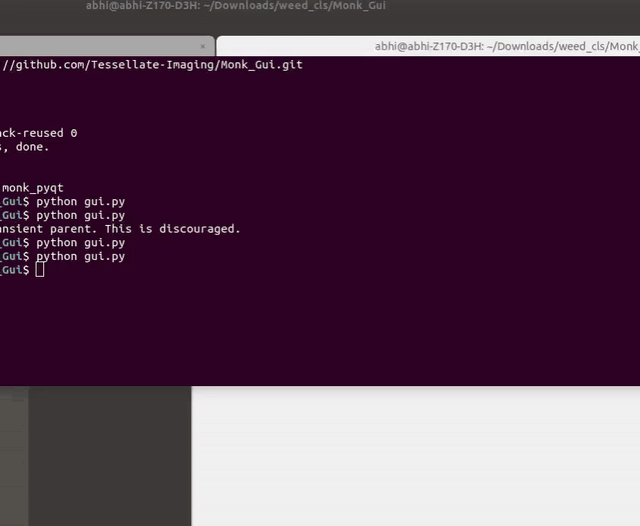 abhi@abhi-Z170-D3H: ~/Downloads/weed_cls/Monk_Gui
× abhi@abhi-Z170-D3H: ~/Downloads/weed_cls/Monk_
//github.com/Tessellate-Imaging/Monk_Gui.git
ack-reused 0
s, done.
monk_pyqt
_Gui$ python gui.py
_Gui$ python gui.py
ansient parent. This is discouraged.
_Gui$ python gui.py
_Gui$ python gui.py
_Gui$